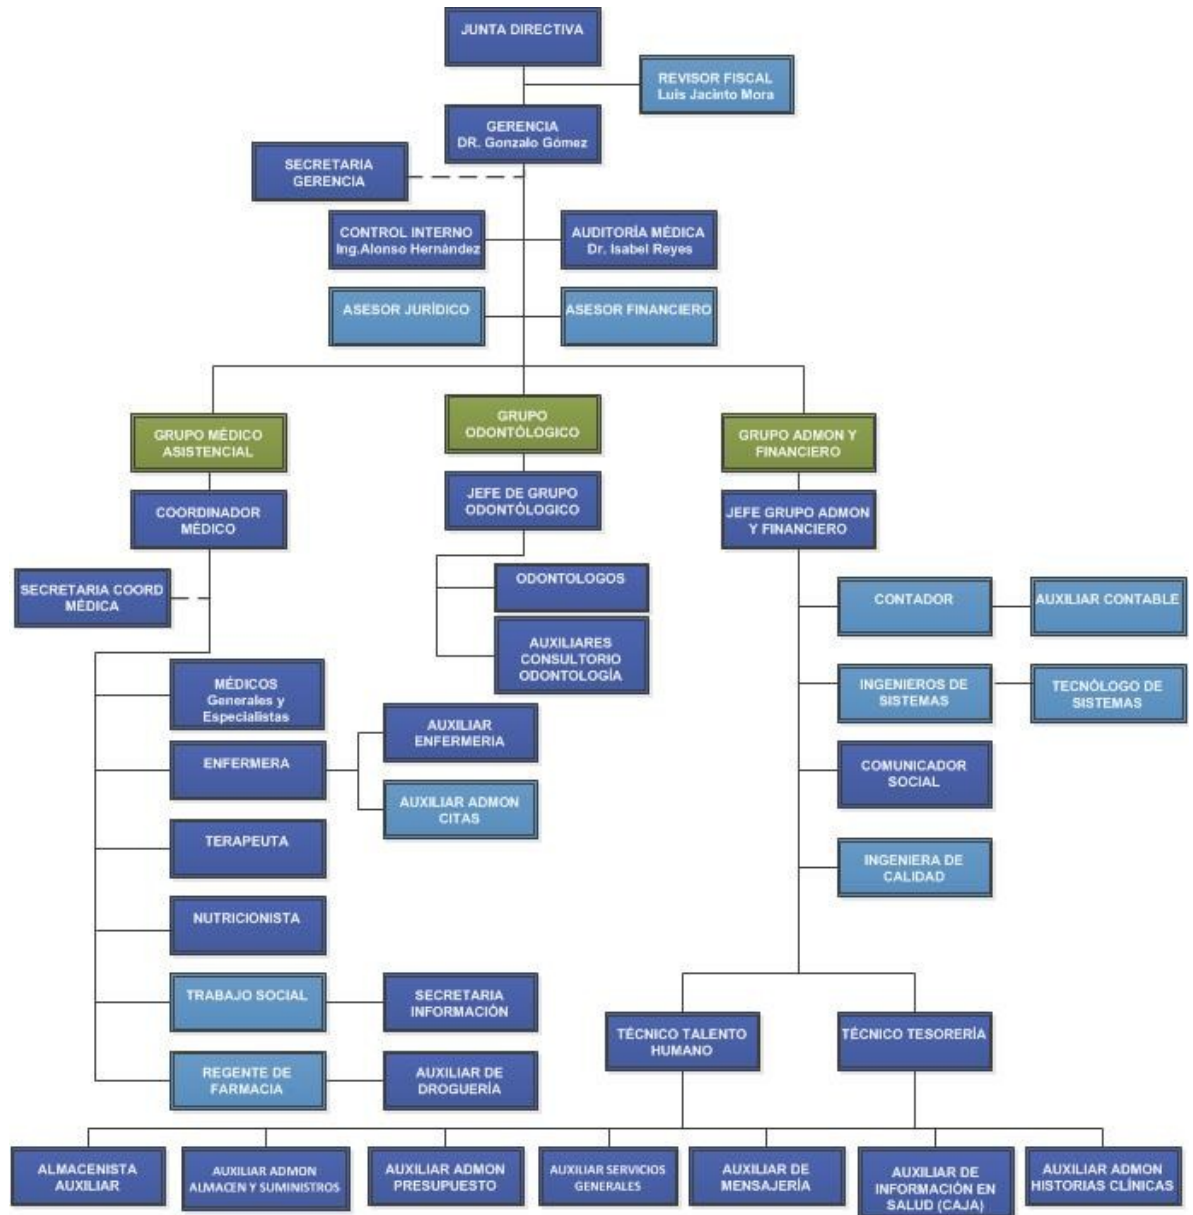 JUNTA DIRECTIVA
REVISOR FISCAL
Luis Jacinto Mora
GERENCIA
DR. Gonzalo Gómez
SECRETARIA
GERENCIA
CONTROL INTERNO
Ing.Alonso Hernández
AUDITORÍA MÉDICA
Dr. Isabel Reyes
ASESOR JURÍDICO
ASESOR FINANCIERO
GRUPO MÉDICO
ASISTENCIAL
GRUPO
ODONTÓLOGICO
GRUPO ADMON Y
FINANCIERO
COORDINADOR
MÉDICO
JEFE DE GRUPO
ODONTÓLOGICO
JEFE GRUPO ADMON
Y FINANCIERO
SECRETARIA COORD
MÉDICA
ODONTOLOGOS
AUXILIARES
CONSULTORIO
ODONTOLOGÍA
CONTADOR
AUXILIAR CONTABLE
MÉDICOS
Generales y
Especialistas
INGENIEROS DE
SISTEMAS
TECNÓLOGO DE
SISTEMAS
ENFERMERA
AUXILIAR
ENFERMERIA
AUXILIAR ADMON
CITAS
COMUNICADOR
SOCIAL
TERAPEUTA
INGENIERA DE
CALIDAD
NUTRICIONISTA
TRABAJO SOCIAL
SECRETARIA
INFORMACIÓN
REGENTE DE
FARMACIA
AUXILIAR DE
DROGUERÍA
TÉCNICO TALENTO
HUMANO
TÉCNICO TESORERÍA
ALMACENISTA
AUXILIAR
AUXILIAR ADMON
ALMACEN Y SUMINISTROS
AUXILIAR ADMON
PRESUPUESTO
AUXILIAR SERVICIOS
GENERALES
AUXILIAR DE
MENSAJERÍA
AUXILIAR DE
INFORMACIÓN EN
SALUD (CAJA)
AUXILIAR ADMON
HISTORIAS CLÍNICAS